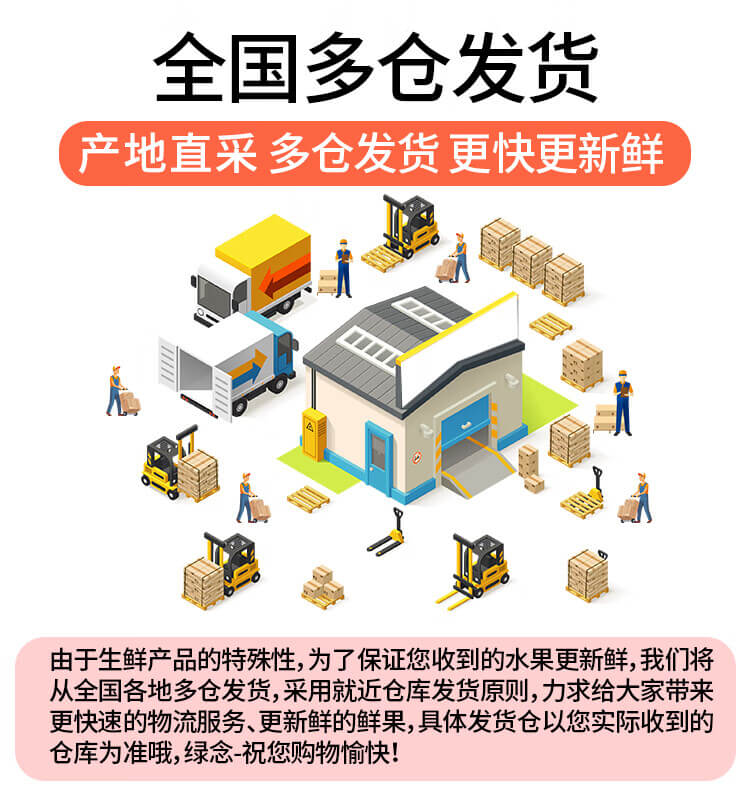 全国多仓发货
产地直采 多仓发货 更快更新鲜
由于生鲜产品的特殊性,为了保证您收到的水果更新鲜,我们将
从全国各地多仓发货,采用就近仓库发货原则,力求给大家带来
更快速的物流服务、更新鲜的鲜果,具体发货仓以您实际收到的
仓库为准哦,绿念-祝您购物愉快!